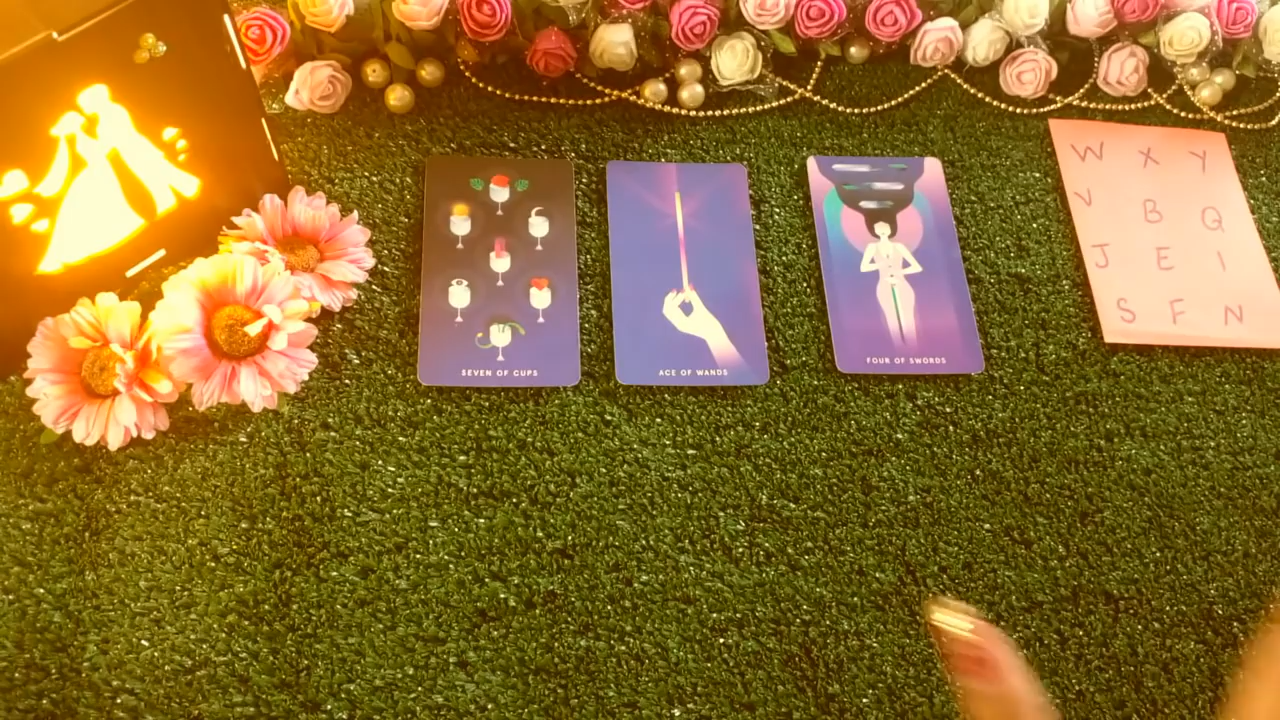 SEVEN OF CUPS
ACE OF WANDS
FOUR OF SWORDS
W X Y
V B Q
J E I
S F N